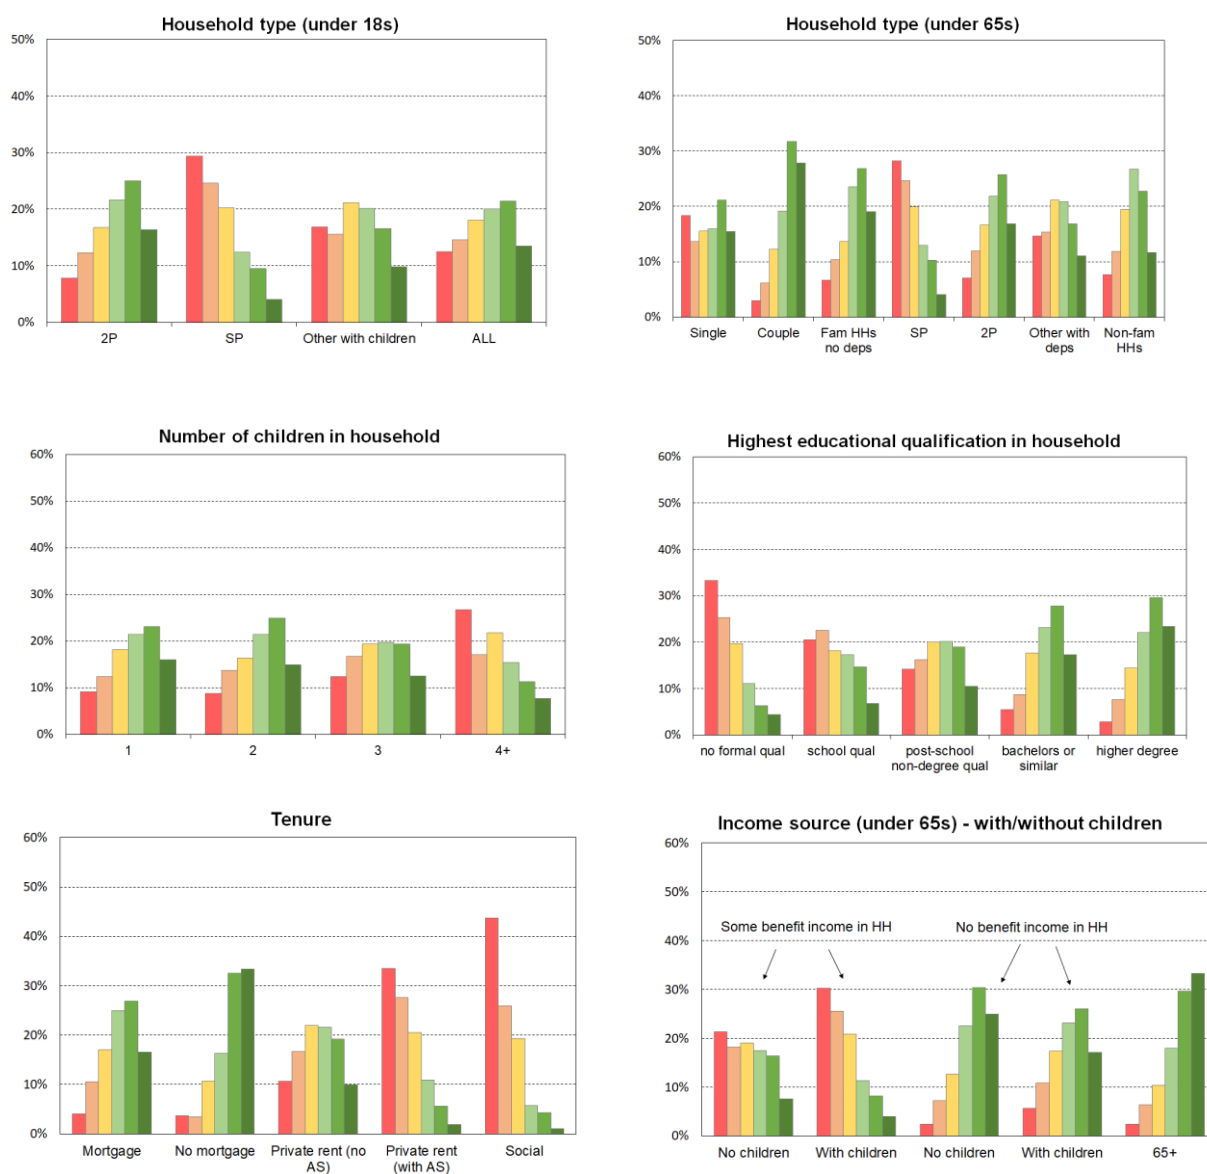 Household type (under 18s)
50%
40%
30%
20%
10%
0%
2P
SP
Other with children
ALL
Household type (under 65s)
50%
40%
30%
20%
10%
0%
Single
Couple
Fam HHs
no deps
SP
2P
Other with
deps
Non-fam
HHs
Number of children in household
60%
50%
40%
30%
20%
10%
0%
1
2
3
4+
Highest educational qualification in household
60%
50%
40%
30%
20%
10%
0%
no formal qual
school qual
post-school
non-degree qual
bachelors or
similar
higher degree
Tenure
60%
50%
40%
30%
20%
10%
0%
Mortgage
No mortgage
Private rent (no
AS)
Private rent
(with AS)
Social
Income source (under 65s) - with/without children
60%
50%
40%
30%
20%
10%
0%
Some benefit income in HH
No benefit income in HH
No children
With children
No children
With children
65+